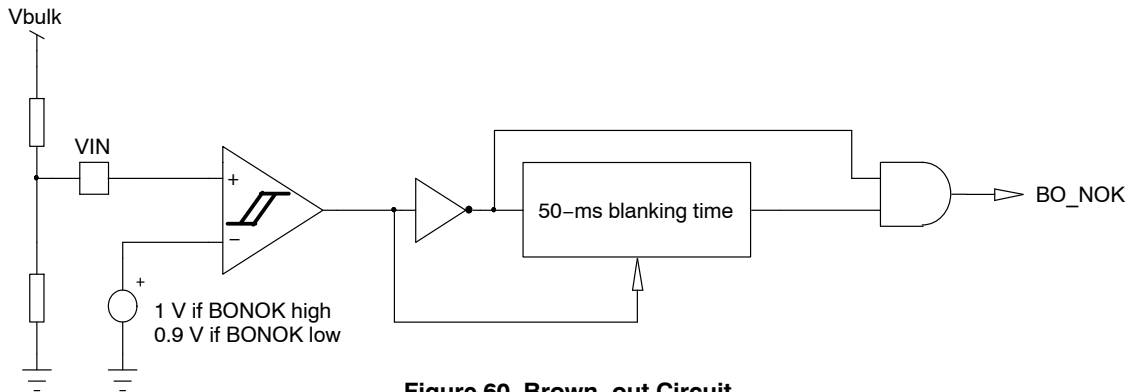 Vbulk
VIN
+
−
+
1 V if BONOK high
0.9 V if BONOK low
50−ms blanking time
BO_NOK
Figure 60. Brown−out Circuit